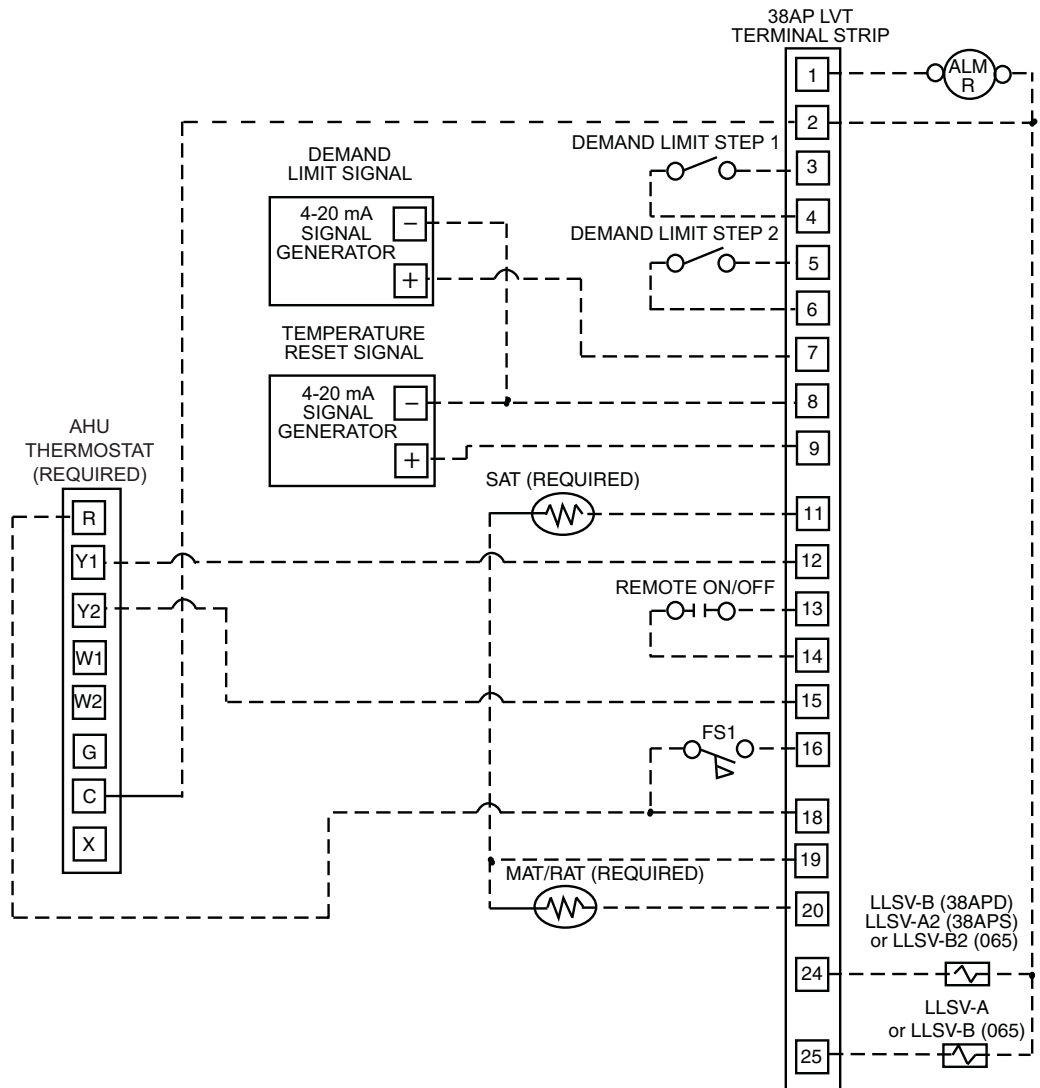 38AP LVT
TERMINAL STRIP
1
ALM
R
2
DEMAND LIMIT STEP 1
3
4
DEMAND LIMIT STEP 2
5
6
7
8
9
11
12
13
14
15
16
18
19
20
24
25
DEMAND
LIMIT SIGNAL
4-20 mA
SIGNAL
GENERATOR
−
+
TEMPERATURE
RESET SIGNAL
4-20 mA
SIGNAL
GENERATOR
−
+
SAT (REQUIRED)
REMOTE ON/OFF
FS1
MAT/RAT (REQUIRED)
AHU
THERMOSTAT
(REQUIRED)
R
Y1
Y2
W1
W2
G
C
X
LLSV-B (38APD)
LLSV-A2 (38APS)
or LLSV-B2 (065)
LLSV-A
or LLSV-B (065)